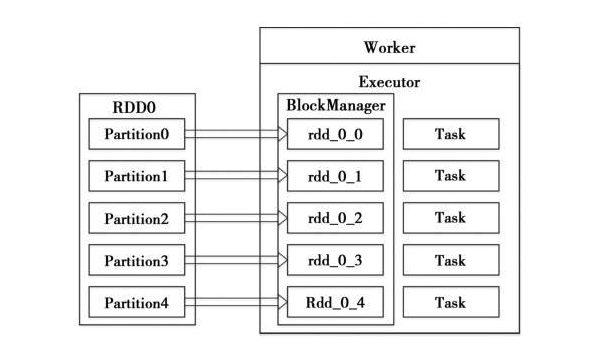 Worker
Executor
RDD0
BlockManager
Partition0
rdd_0_0
Task
Partition1
rdd_0_1
Task
Partition2
rdd_0_2
Task
Partition3
rdd_0_3
Task
Partition4
Rdd_0_4
Task